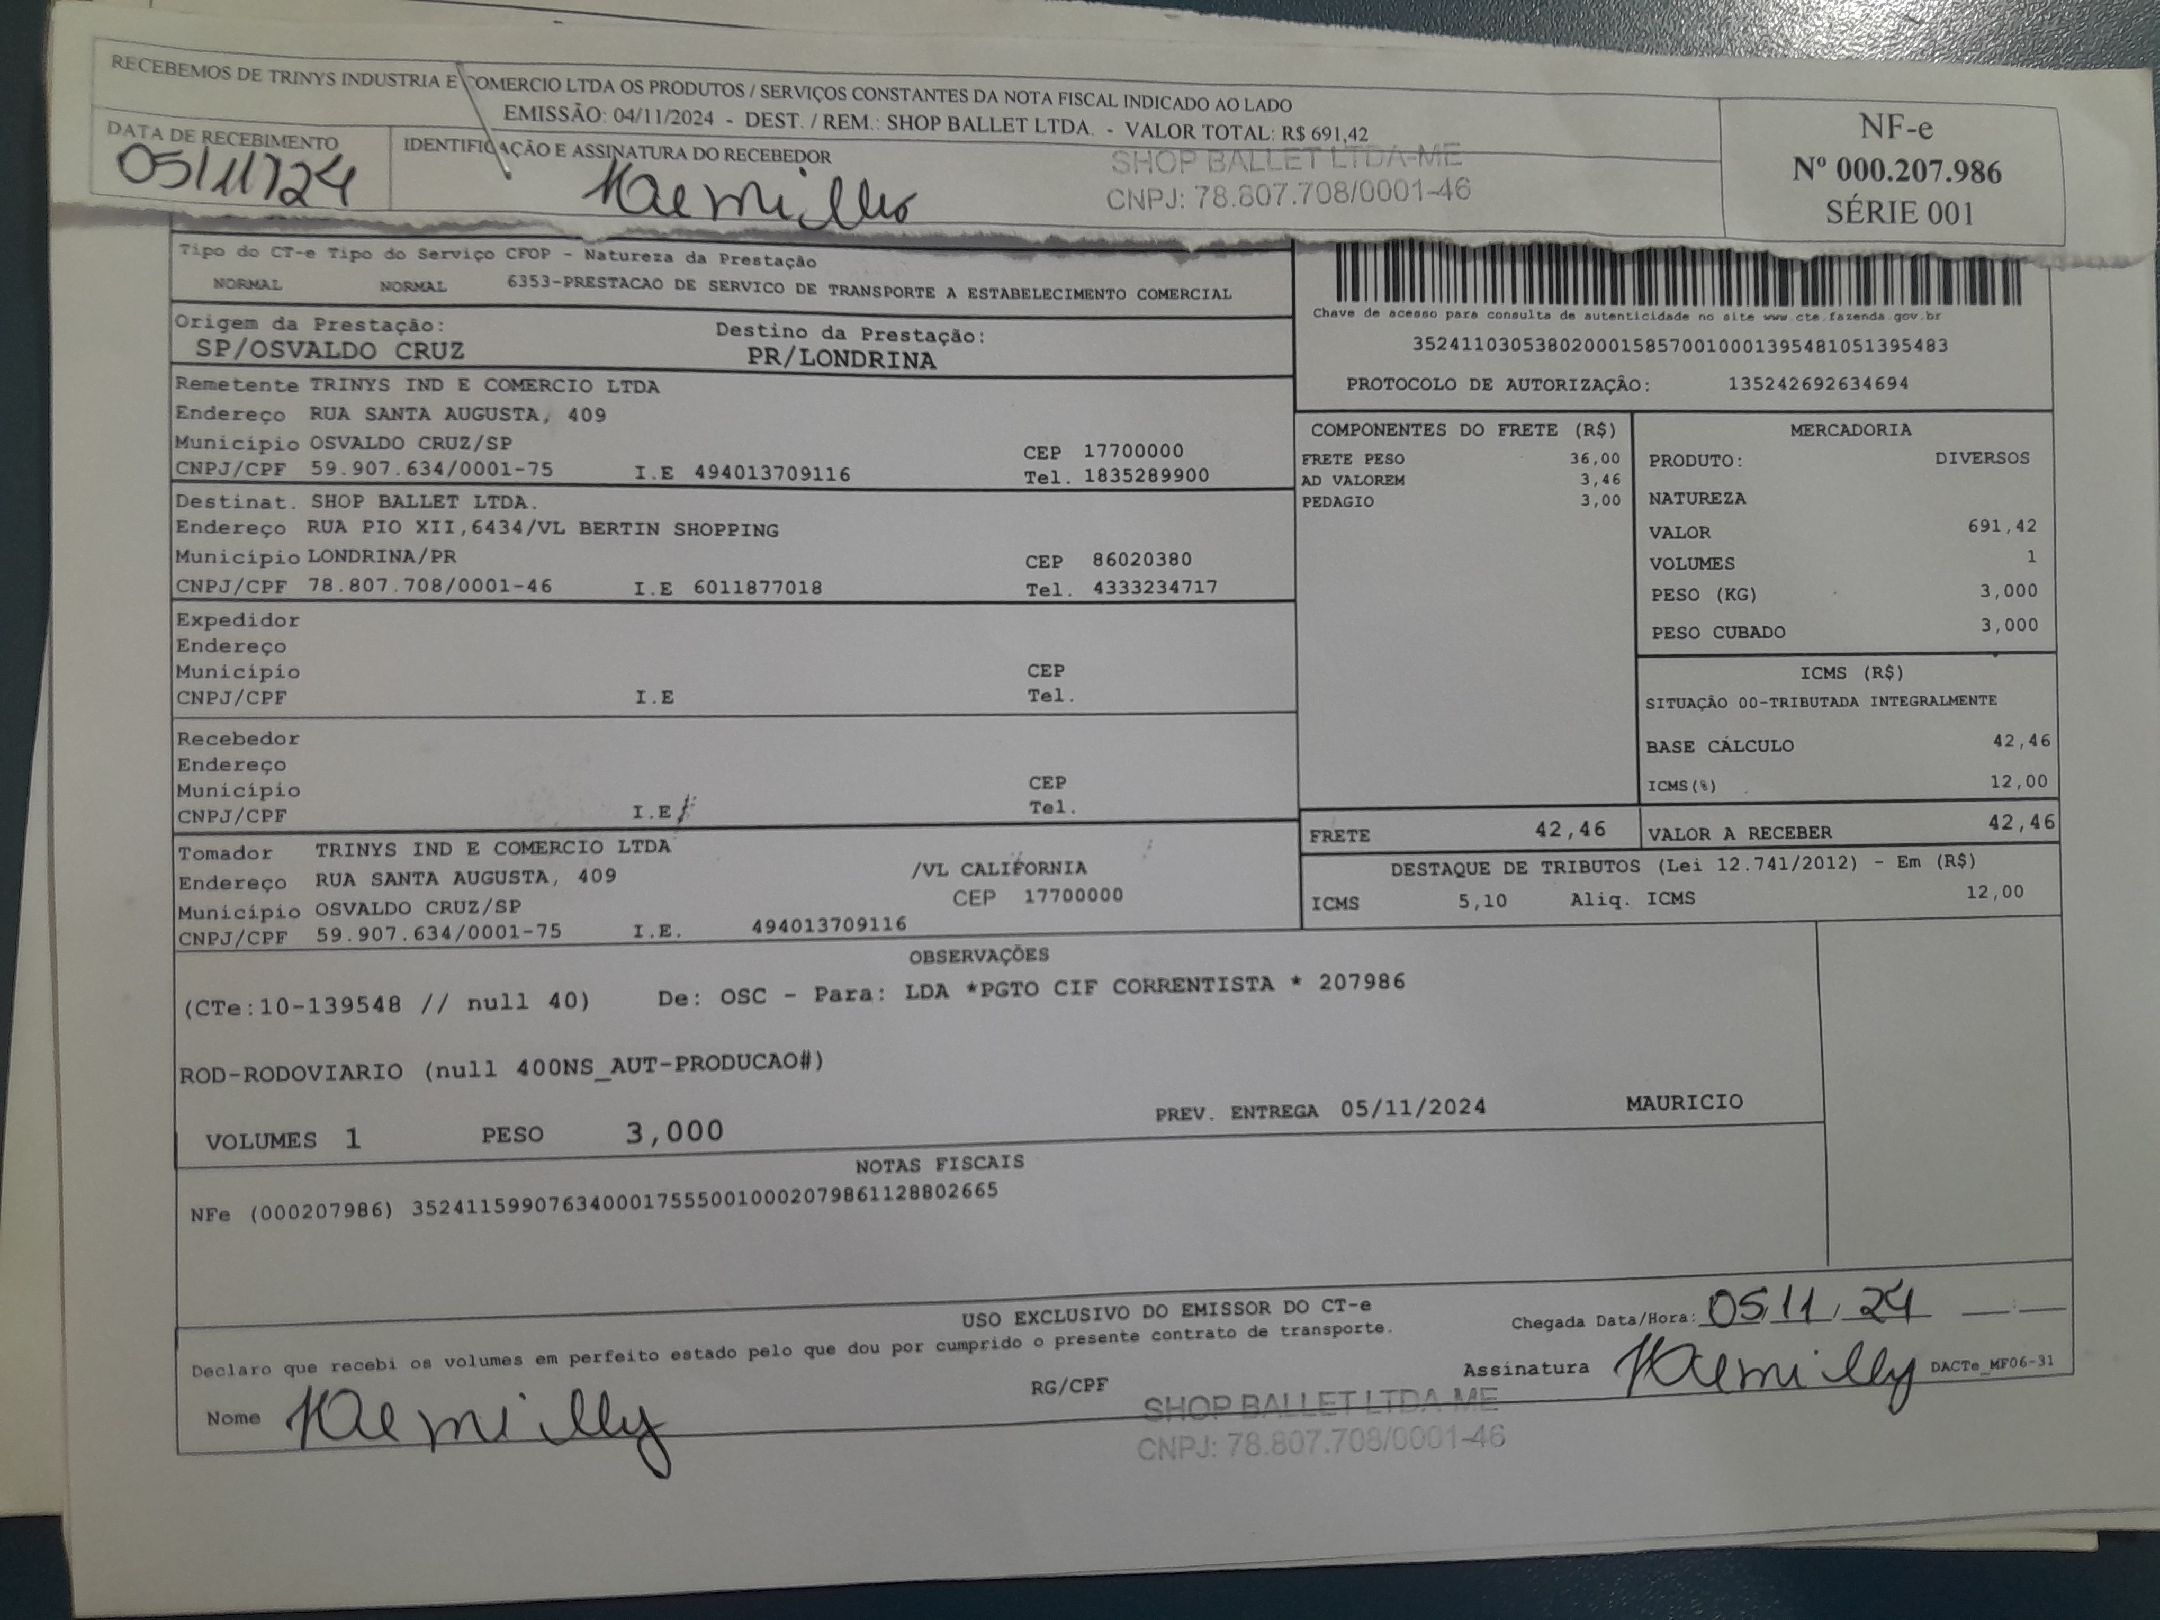 RECEBEMOS DE TRINYS INDUSTRIA E COMERCIO LTDA OS PRODUTOS / SERVIÇOS CONSTANTES DA NOTA FISCAL INDICADO AO LADO
EMISSÃO: 04/11/2024 - DEST. / REM.: SHOP BALLET LTDA. - VALOR TOTAL: R$ 691,42
DATA DE RECEBIMENTO
05/11/24
IDENTIFICAÇÃO E ASSINATURA DO RECEBEDOR
Kaemilly
SHOP BALLET LTDA-ME
CNPJ: 78.807.708/0001-46
NF-e
Nº 000.207.986
SÉRIE 001
Tipo do CT-e Tipo do Serviço CFOP - Natureza da Prestação
NORMAL NORMAL 6353-PRESTACAO DE SERVICO DE TRANSPORTE A ESTABELECIMENTO COMERCIAL
Origem da Prestação: Destino da Prestação:
SP/OSVALDO CRUZ PR/LONDRINA
Chave de acesso para consulta de autenticidade no site www.cte.fazenda.gov.br
35241103053802000158570010001395481051395483
PROTOCOLO DE AUTORIZAÇÃO: 135242692634694
Remetente TRINYS IND E COMERCIO LTDA
Endereço RUA SANTA AUGUSTA, 409
Município OSVALDO CRUZ/SP CEP 17700000
CNPJ/CPF 59.907.634/0001-75 I.E 494013709116 Tel. 1835289900
Destinat. SHOP BALLET LTDA.
Endereço RUA PIO XII,6434/VL BERTIN SHOPPING
Município LONDRINA/PR CEP 86020380
CNPJ/CPF 78.807.708/0001-46 I.E 6011877018 Tel. 4333234717
Expedidor
Endereço
Município CEP
CNPJ/CPF I.E Tel.
Recebedor
Endereço
Município CEP
CNPJ/CPF I.E Tel.
Tomador TRINYS IND E COMERCIO LTDA
Endereço RUA SANTA AUGUSTA, 409 /VL CALIFORNIA
Município OSVALDO CRUZ/SP CEP 17700000
CNPJ/CPF 59.907.634/0001-75 I.E. 494013709116
COMPONENTES DO FRETE (R$)
FRETE PESO 36,00
AD VALOREM 3,46
PEDAGIO 3,00
MERCADORIA
PRODUTO: DIVERSOS
NATUREZA
VALOR 691,42
VOLUMES 1
PESO (KG) 3,000
PESO CUBADO 3,000
ICMS (R$)
SITUAÇÃO 00-TRIBUTADA INTEGRALMENTE
BASE CÁLCULO 42,46
ICMS(%) 12,00
FRETE 42,46 VALOR A RECEBER 42,46
DESTAQUE DE TRIBUTOS (Lei 12.741/2012) - Em (R$)
ICMS 5,10 Aliq. ICMS 12,00
OBSERVAÇÕES
(CTe:10-139548 // null 40) De: OSC - Para: LDA *PGTO CIF CORRENTISTA * 207986
ROD-RODOVIARIO (null 400NS_AUT-PRODUCAO#)
VOLUMES 1 PESO 3,000 PREV. ENTREGA 05/11/2024 MAURICIO
NOTAS FISCAIS
NFe (000207986) 35241159907634000175550010002079861128802665
USO EXCLUSIVO DO EMISSOR DO CT-e
Declaro que recebi os volumes em perfeito estado pelo que dou por cumprido o presente contrato de transporte.
Chegada Data/Hora: 05/11/24 __:__
Nome Kaemilly RG/CPF Assinatura Kaemilly DACTe_MF06-31
SHOP BALLET LTDA-ME
CNPJ: 78.807.708/0001-46